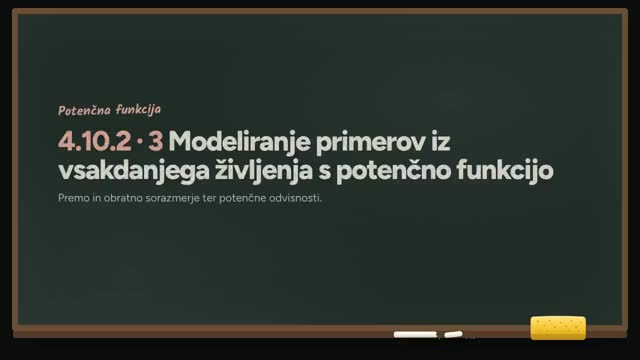 Potenčna funkcija
4.10.2 · 3 Modeliranje primerov iz
vsakdanjega življenja s potenčno funkcijo
Premo in obratno sorazmerje ter potenčne odvisnosti.